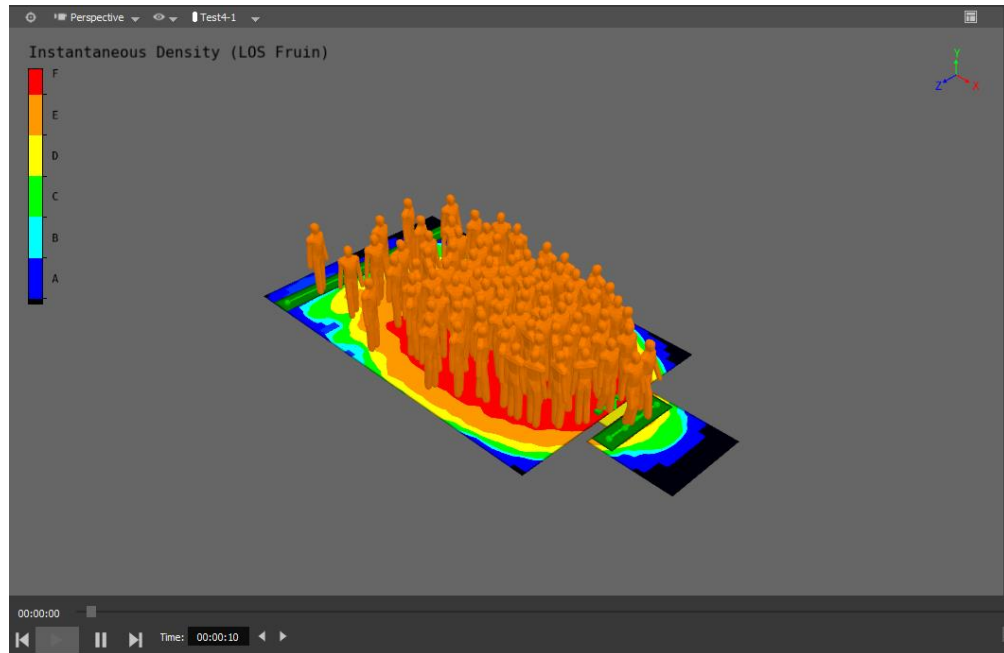 Perspective
Test4-1
Instantaneous Density (LOS Fruin)
F
E
D
C
B
A
Y
Z
X
00:00:00
Time: 00:00:10